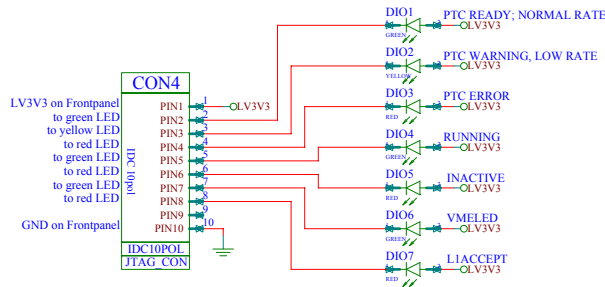 DIO1 PTC READY; NORMAL RATE
GREEN LV3V3
DIO2 PTC WARNING, LOW RATE
YELLOW LV3V3
DIO3 PTC ERROR
RED LV3V3
DIO4 RUNNING
GREEN LV3V3
DIO5 INACTIVE
RED LV3V3
DIO6 VMELED
GREEN LV3V3
DIO7 L1ACCEPT
RED LV3V3
CON4
LV3V3 on Frontpanel PIN1 1 LV3V3
to green LED PIN2 2
to yellow LED PIN3 3
to red LED PIN4 4
to green LED PIN5 5
to red LED PIN6 6
to green LED PIN7 7
to red LED PIN8 8
PIN9 9
GND on Frontpanel PIN10 10
IDC 10pol
IDC10POL
JTAG_CON